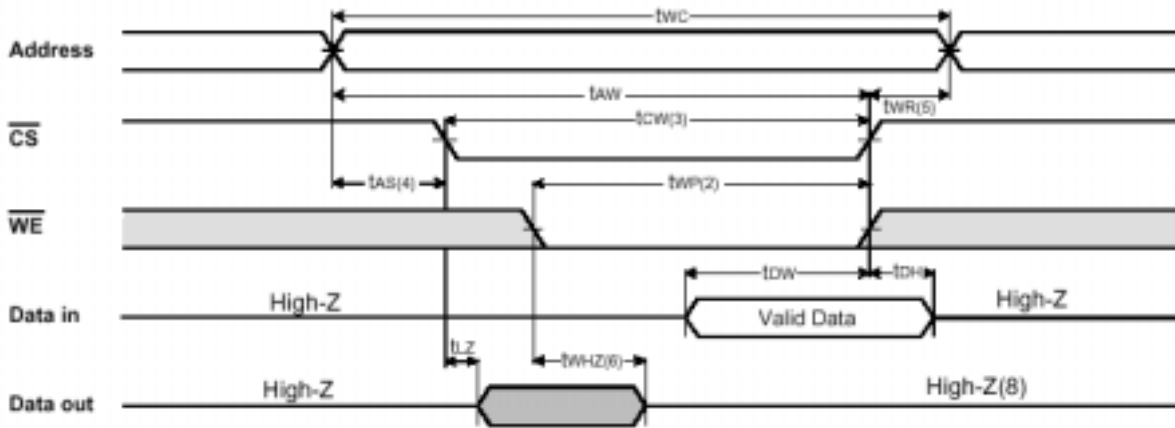 tWC
Address
tAW
tWR(5)
CS
tCW(3)
tAS(4)
tWP(2)
WE
tDW
tDH
Data in
High-Z
Valid Data
High-Z
tLZ
tWHZ(6)
Data out
High-Z
High-Z(8)